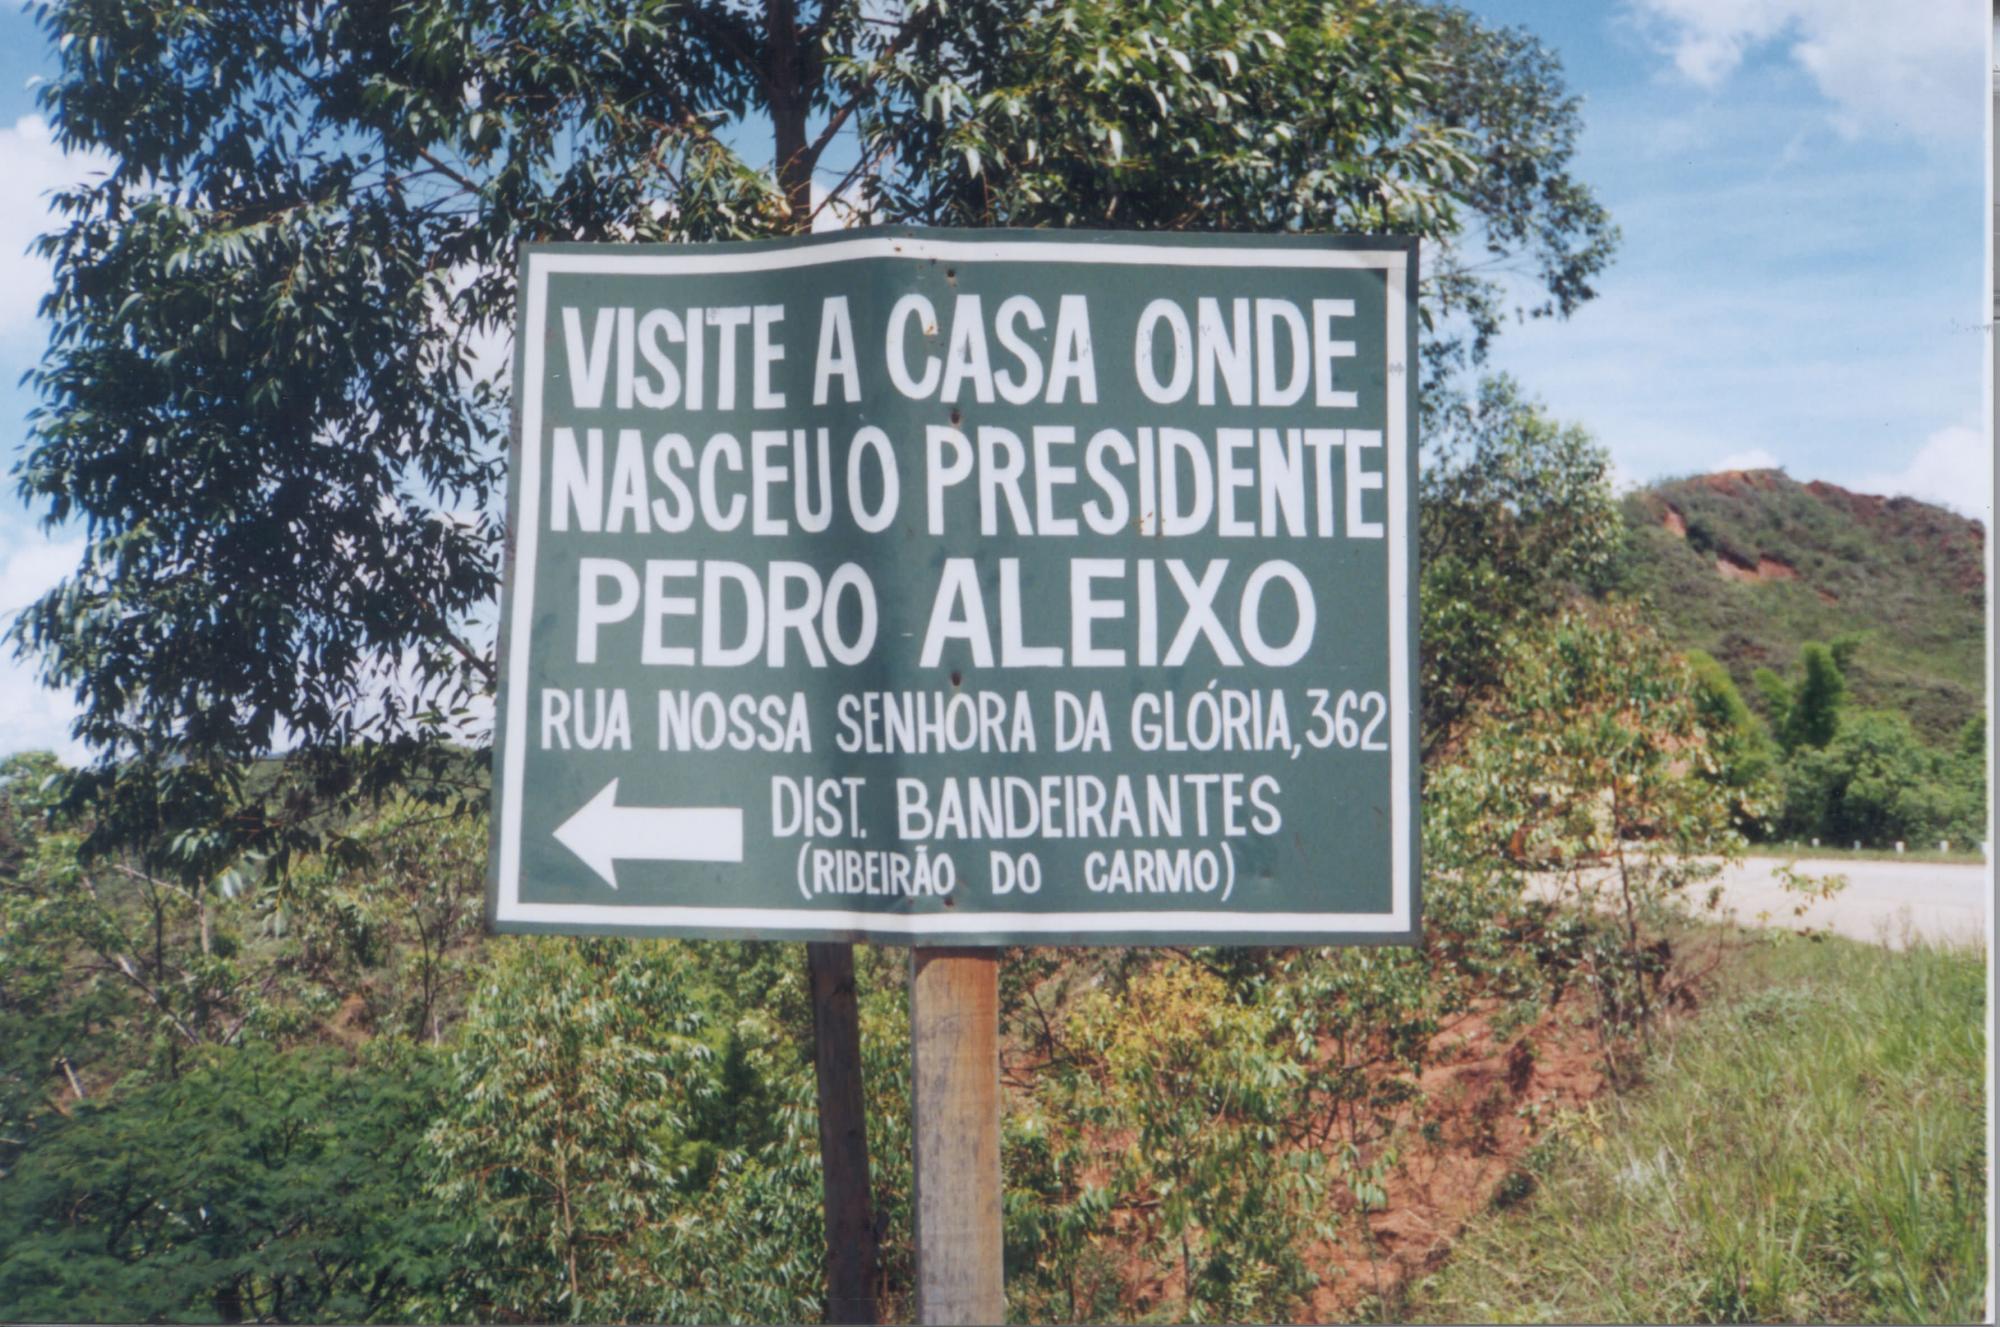 VISITE A CASA ONDE
NASCEU O PRESIDENTE
PEDRO ALEIXO
RUA NOSSA SENHORA DA GLÓRIA, 362
DIST. BANDEIRANTES
(RIBEIRÃO DO CARMO)